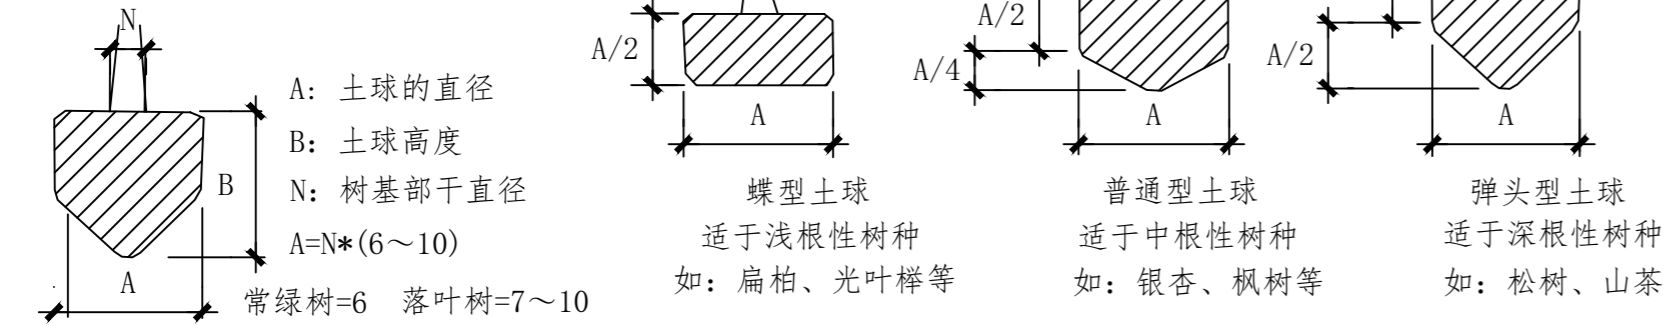 N
B
A
A: 土球的直径
B: 土球高度
N: 树基部干直径
A=N*(6～10)
常绿树=6 落叶树=7～10
A/2
A
蝶型土球
适于浅根性树种
如: 扁柏、光叶榉等
A/2
A/4
A
普通型土球
适于中根性树种
如: 银杏、枫树等
A/2
A
弹头型土球
适于深根性树种
如: 松树、山茶